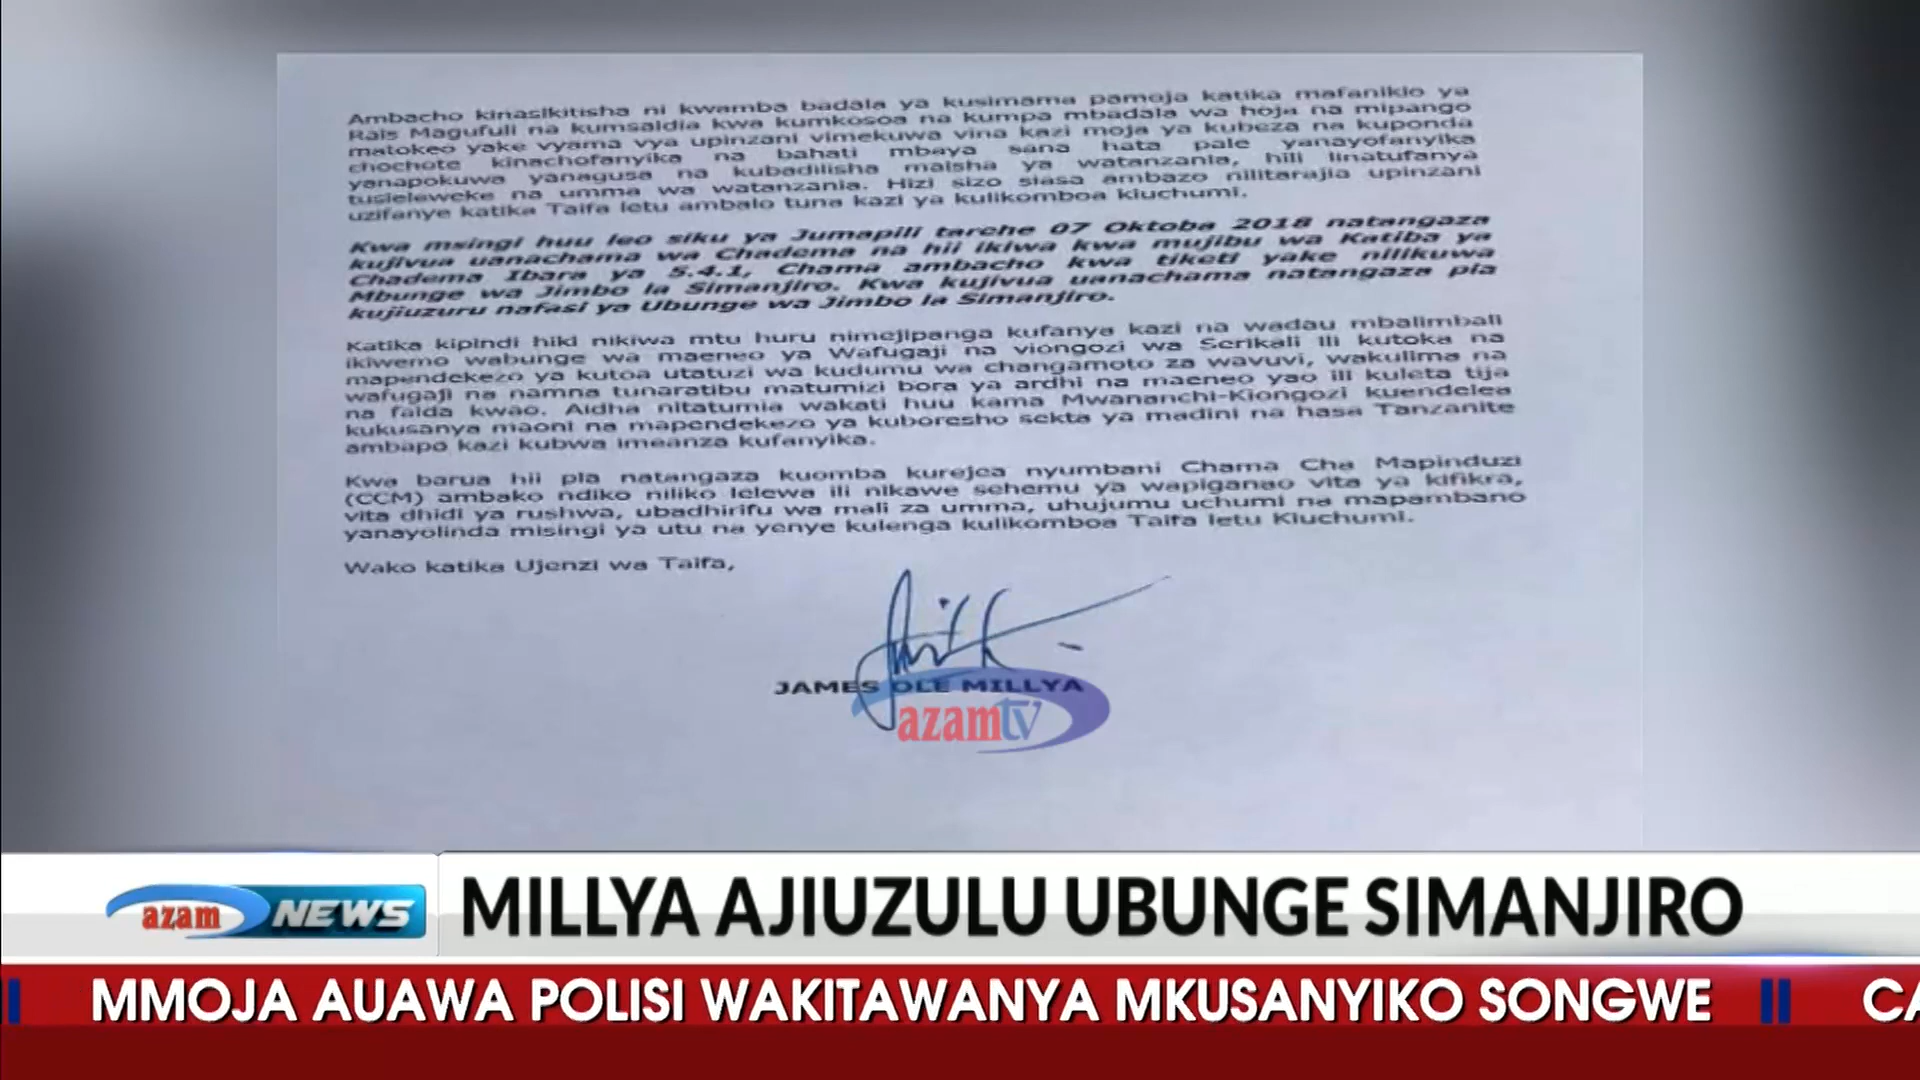 Ambacho kinasikitisha ni kwamba badala ya kusimama pamoja katika mafanikio ya
Rais Magufuli na kumsaidia kwa kumkosoa na kumpa mbadala wa hoja na mipango
matokeo yake vyama vya upinzani vimekuwa vina kazi moja ya kubeza na kuponda
chochote kinachofanyika na bahati mbaya sana hata pale yanayofanyika
yanapokuwa yanagusa na kubadilisha maisha ya watanzania, hili linatufanya
tusieleweke na umma wa watanzania. Hizi sizo siasa ambazo nilitarajia upinzani
uzifanye katika Taifa letu ambalo tuna kazi ya kulikomboa kiuchumi.
Kwa msingi huu leo siku ya Jumapili tarehe 07 Oktoba 2018 natangaza
kujivua uanachama wa Chadema na hii ikiwa kwa mujibu wa Katiba ya
Chadema Ibara ya 5.4.1, Chama ambacho kwa tiketi yake nilikuwa
Mbunge wa Jimbo la Simanjiro. Kwa kujivua uanachama natangaza pia
kujiuzuru nafasi ya Ubunge wa Jimbo la Simanjiro.
Katika kipindi hiki nikiwa mtu huru nimejipanga kufanya kazi na wadau mbalimbali
ikiwemo wabunge wa maeneo ya Wafugaji na viongozi wa Serikali ili kutoka na
mapendekezo ya kutoa utatuzi wa kudumu wa changamoto za wavuvi, wakulima na
wafugaji na namna tunaratibu matumizi bora ya ardhi na maeneo yao ili kuleta tija
na faida kwao. Aidha nitatumia wakati huu kama Mwananchi-Kiongozi kuendelea
kukusanya maoni na mapendekezo ya kuboresho sekta ya madini na hasa Tanzanite
ambapo kazi kubwa imeanza kufanyika.
Kwa barua hii pia natangaza kuomba kurejea nyumbani Chama Cha Mapinduzi
(CCM) ambako ndiko niliko lelewa ili nikawe sehemu ya wapiganao vita ya kifikra,
vita dhidi ya rushwa, ubadhirifu wa mali za umma, uhujumu uchumi na mapambano
yanayolinda misingi ya utu na yenye kulenga kulikomboa Taifa letu Kiuchumi.
Wako katika Ujenzi wa Taifa,
JAMES OLE MILLYA
azamtv
azam NEWS
MILLYA AJIUZULU UBUNGE SIMANJIRO
MMOJA AUAWA POLISI WAKITAWANYA MKUSANYIKO SONGWE || CA